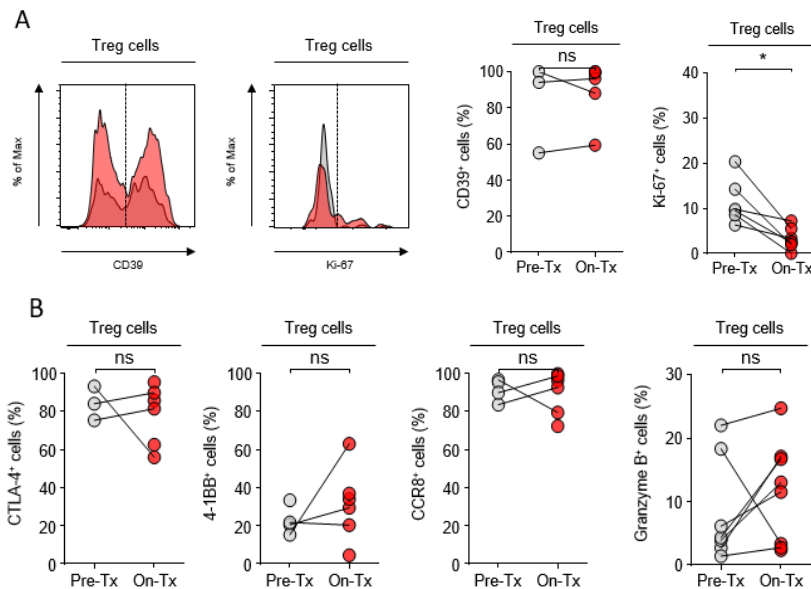 A
Treg cells
% of Max
CD39
Treg cells
% of Max
Ki-67
Treg cells
ns
CD39⁺ cells (%)
100
80
60
40
20
0
Pre-Tx On-Tx
Treg cells
*
Ki-67⁺ cells (%)
40
30
20
10
0
Pre-Tx On-Tx
B
Treg cells
ns
CTLA-4⁺ cells (%)
100
80
60
40
20
0
Pre-Tx On-Tx
Treg cells
ns
4-1BB⁺ cells (%)
100
80
60
40
20
0
Pre-Tx On-Tx
Treg cells
ns
CCR8⁺ cells (%)
100
80
60
40
20
0
Pre-Tx On-Tx
Treg cells
ns
Granzyme B⁺ cells (%)
30
20
10
0
Pre-Tx On-Tx